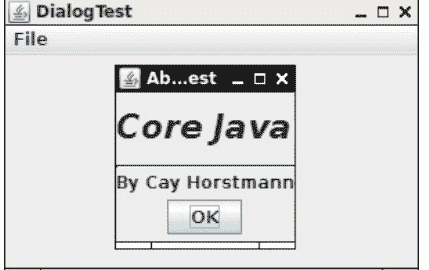 DialogTest
File
Ab...est
Core Java
By Cay Horstmann
OK